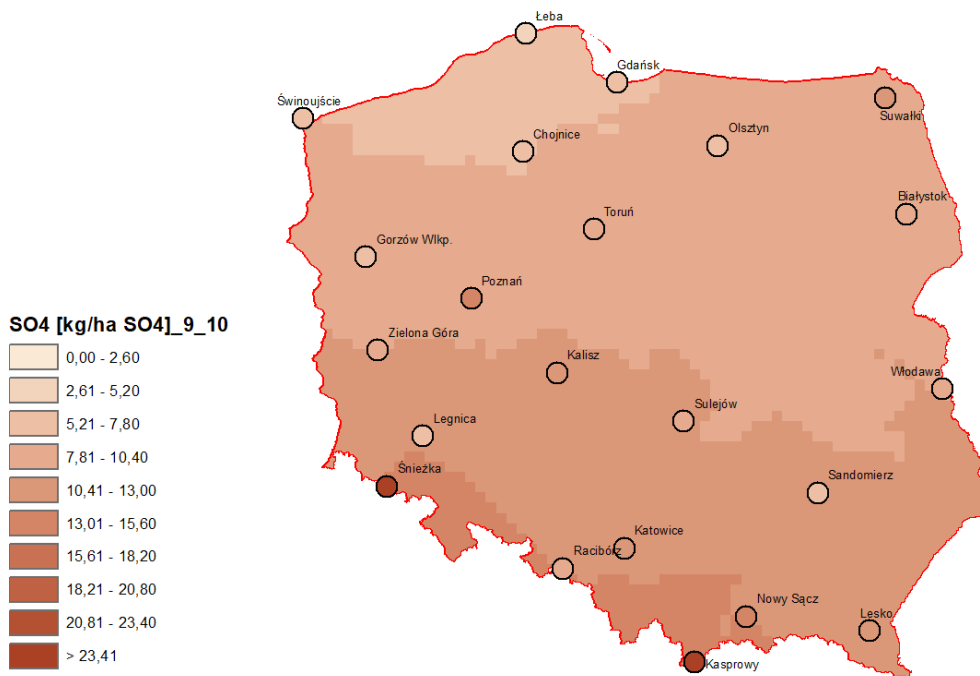 Łeba
Gdańsk
Świnoujście
Suwałki
Olsztyn
Chojnice
Białystok
Toruń
Gorzów Wlkp.
Poznań
SO4 [kg/ha SO4]_9_10
0,00 - 2,60
2,61 - 5,20
5,21 - 7,80
7,81 - 10,40
10,41 - 13,00
13,01 - 15,60
15,61 - 18,20
18,21 - 20,80
20,81 - 23,40
> 23,41
Zielona Góra
Kalisz
Włodawa
Sulejów
Legnica
Śnieżka
Sandomierz
Katowice
Racibórz
Nowy Sącz
Lesko
Kasprowy